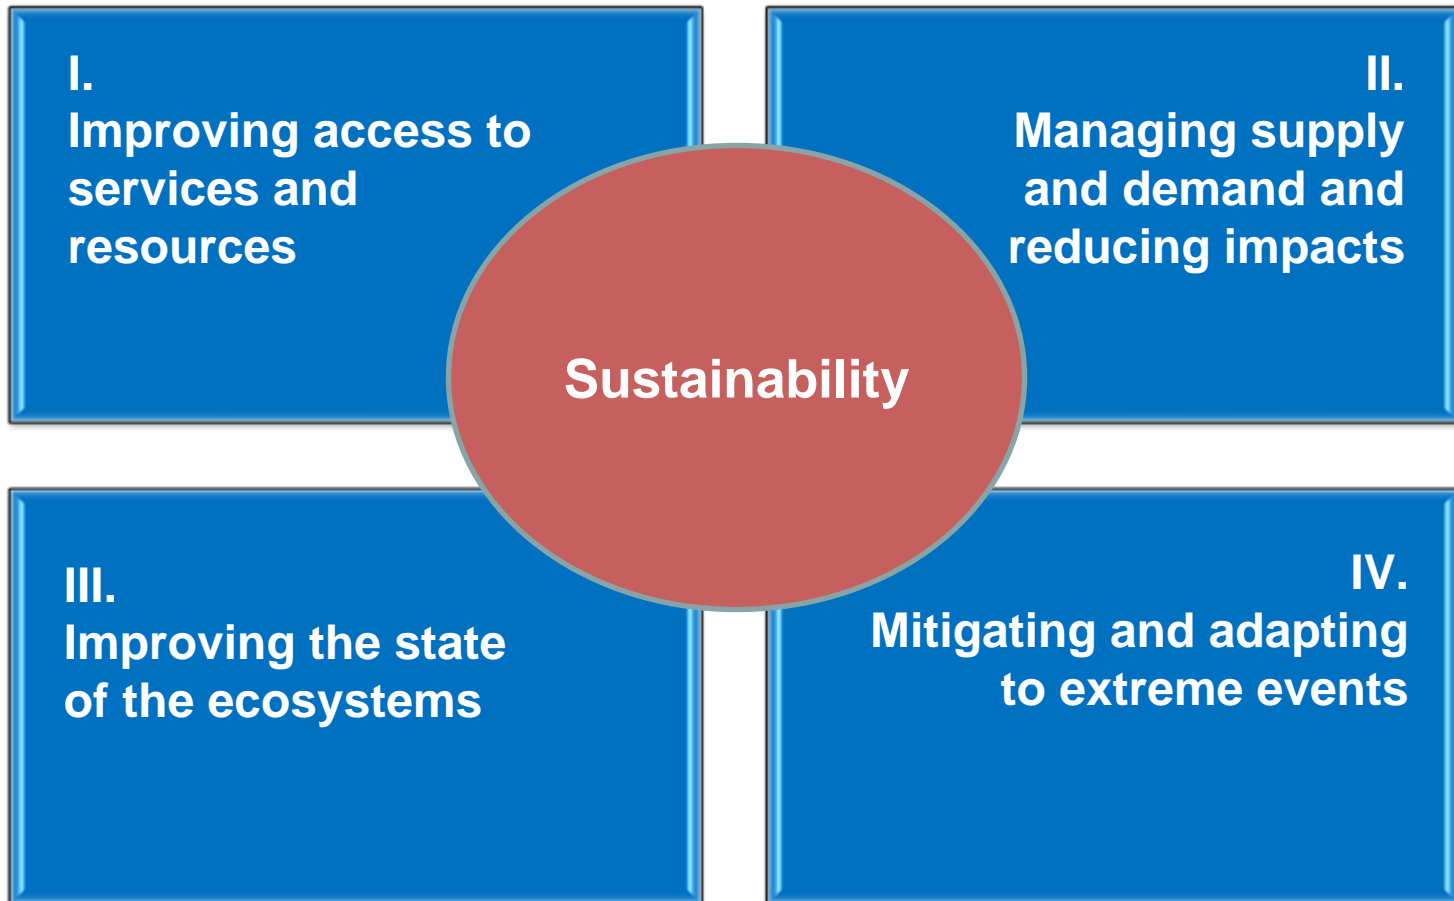 I.
Improving access to
services and
resources
II.
Managing supply
and demand and
reducing impacts
Sustainability
III.
Improving the state
of the ecosystems
IV.
Mitigating and adapting
to extreme events